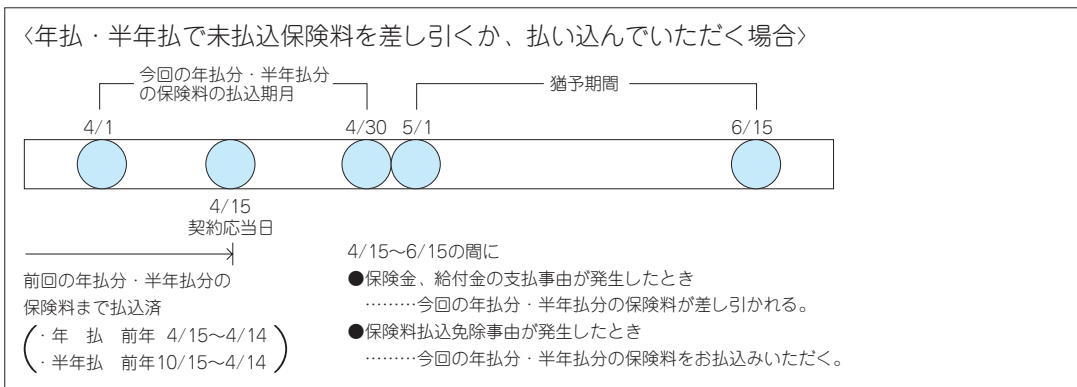 〈年払・半年払で未払込保険料を差し引くか、払い込んでいただく場合〉
今回の年払分・半年払分
の保険料の払込期月
猶予期間
4/1
4/30
5/1
6/15
4/15
契約応当日
前回の年払分・半年払分の
保険料まで払込済
(・年　払　前年 4/15〜4/14
・半年払　前年10/15〜4/14)
4/15〜6/15の間に
●保険金、給付金の支払事由が発生したとき
………今回の年払分・半年払分の保険料が差し引かれる。
●保険料払込免除事由が発生したとき
………今回の年払分・半年払分の保険料をお払込みいただく。